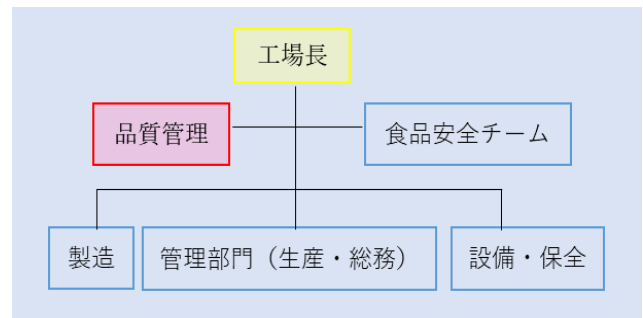 工場長
品質管理
食品安全チーム
製造
管理部門（生産・総務）
設備・保全